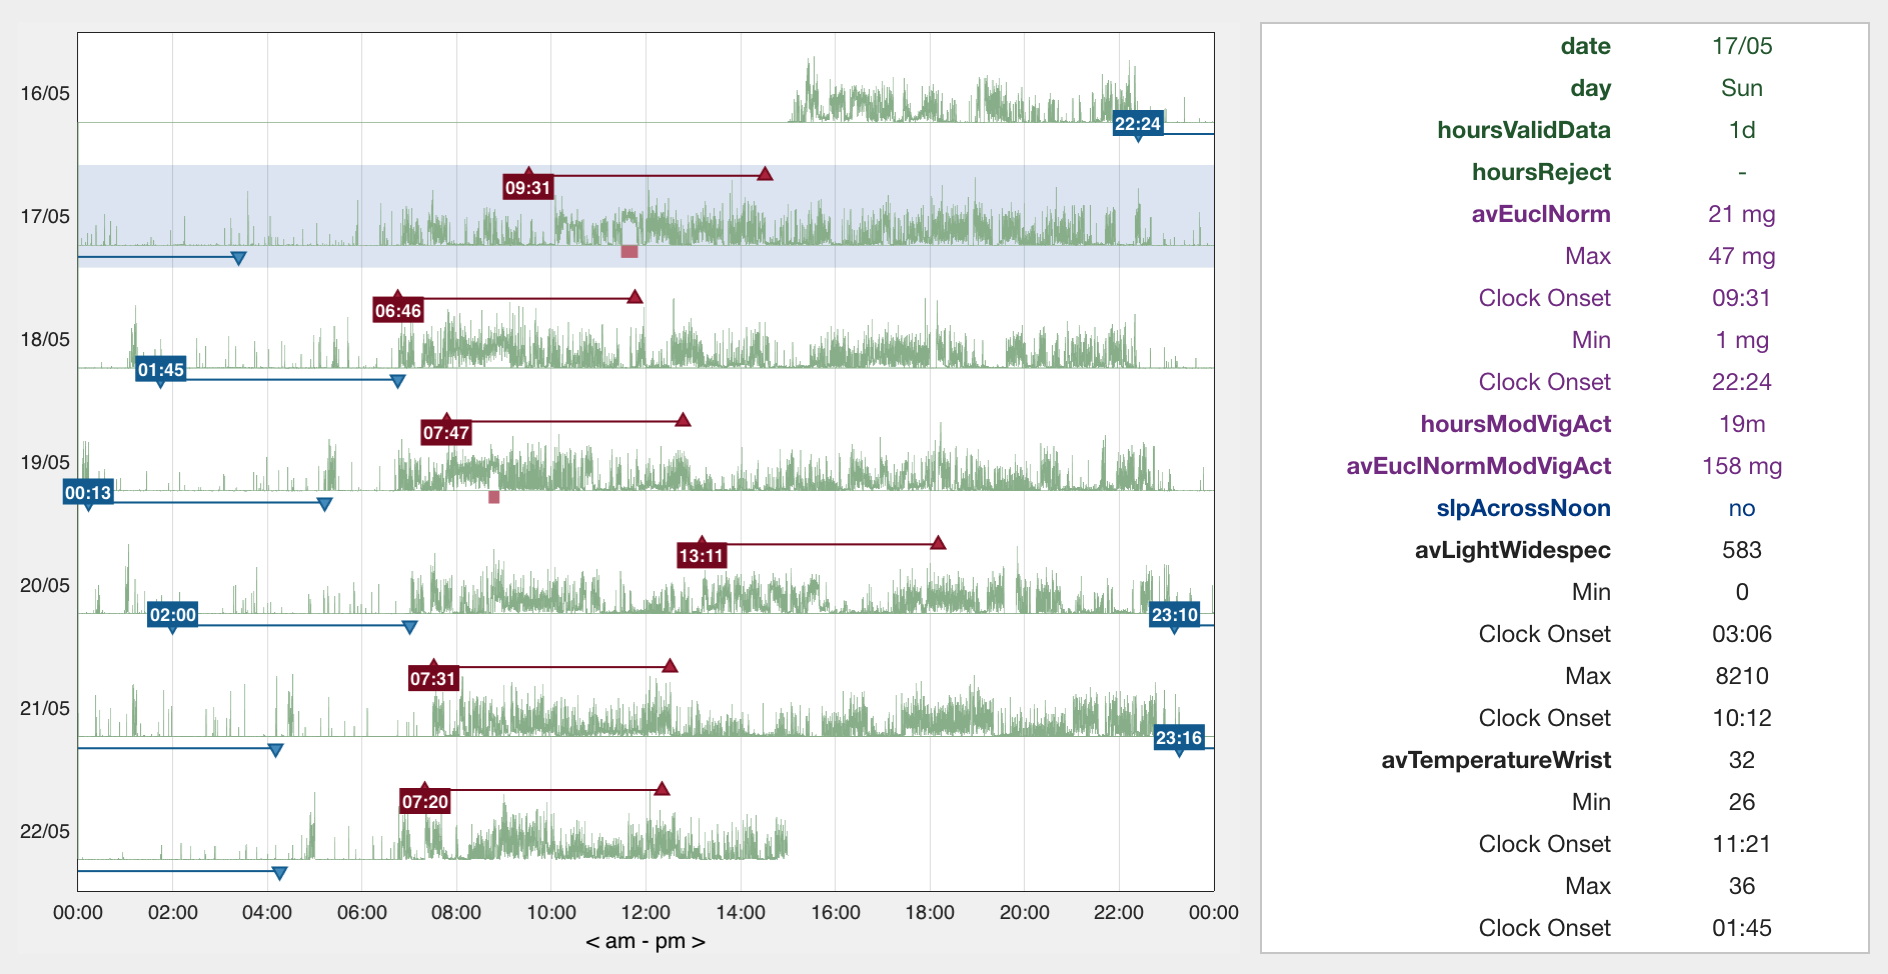 16/05
22:24
09:31
17/05
06:46
18/05
01:45
07:47
19/05
00:13
13:11
20/05
02:00
23:10
07:31
21/05
23:16
07:20
22/05
00:00 02:00 04:00 06:00 08:00 10:00 12:00 14:00 16:00 18:00 20:00 22:00 00:00
< am - pm >
date 17/05
day Sun
hoursValidData 1d
hoursReject -
avEuclNorm 21 mg
Max 47 mg
Clock Onset 09:31
Min 1 mg
Clock Onset 22:24
hoursModVigAct 19m
avEuclNormModVigAct 158 mg
slpAcrossNoon no
avLightWidespec 583
Min 0
Clock Onset 03:06
Max 8210
Clock Onset 10:12
avTemperatureWrist 32
Min 26
Clock Onset 11:21
Max 36
Clock Onset 01:45